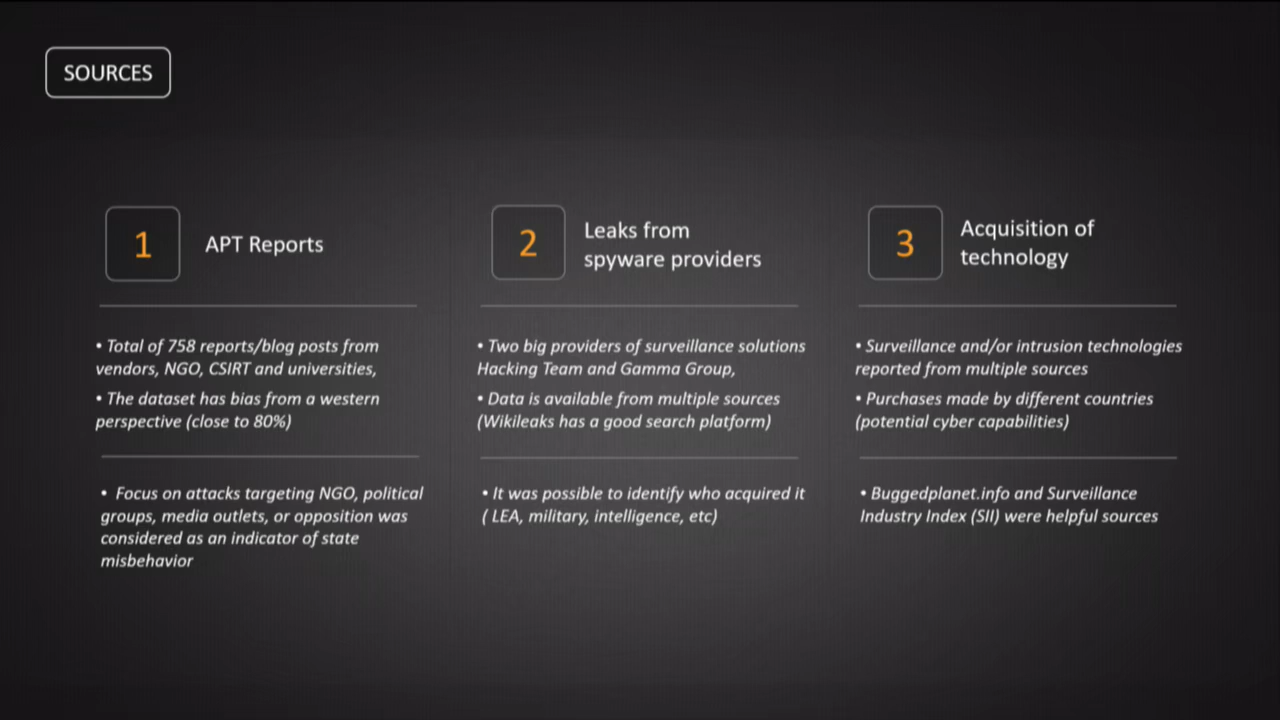 SOURCES
1
APT Reports
• Total of 758 reports/blog posts from
vendors, NGO, CSIRT and universities,
• The dataset has bias from a western
perspective (close to 80%)
• Focus on attacks targeting NGO, political
groups, media outlets, or opposition was
considered as an indicator of state
misbehavior
2
Leaks from
spyware providers
• Two big providers of surveillance solutions
Hacking Team and Gamma Group,
• Data is available from multiple sources
(Wikileaks has a good search platform)
• It was possible to identify who acquired it
( LEA, military, intelligence, etc)
3
Acquisition of
technology
• Surveillance and/or intrusion technologies
reported from multiple sources
• Purchases made by different countries
(potential cyber capabilities)
• Buggedplanet.info and Surveillance
Industry Index (SII) were helpful sources